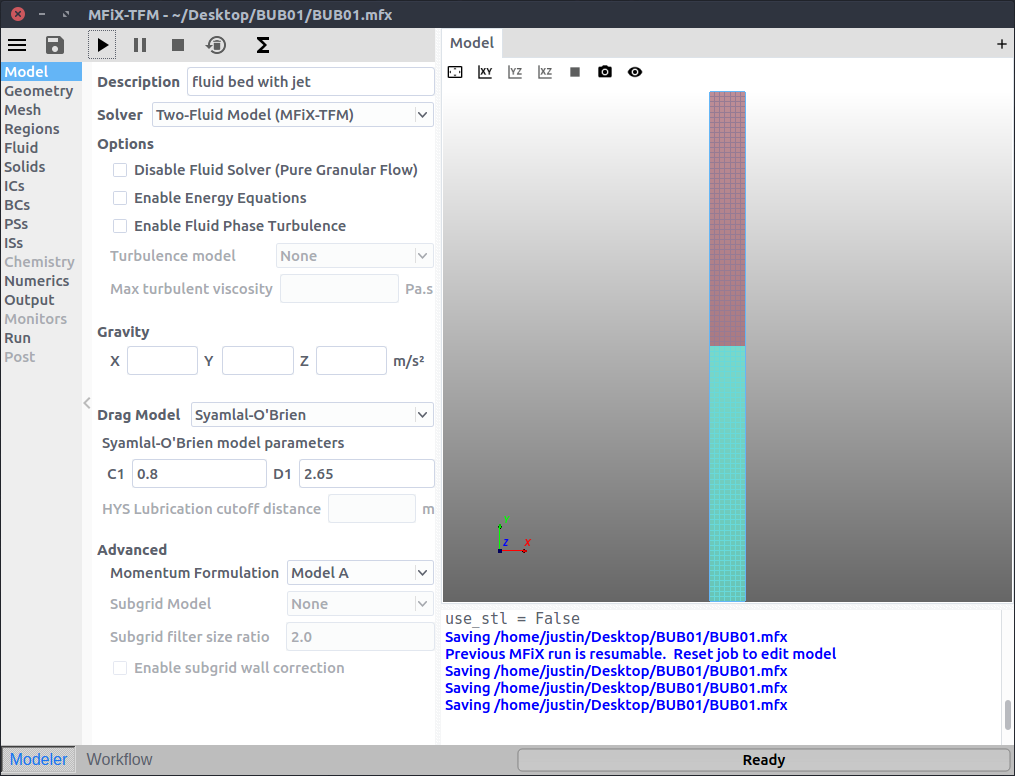 MFiX-TFM - ~/Desktop/BUB01/BUB01.mfx
Model
Geometry
Mesh
Regions
Fluid
Solids
ICs
BCs
PSs
ISs
Chemistry
Numerics
Output
Monitors
Run
Post
Description fluid bed with jet
Solver Two-Fluid Model (MFiX-TFM)
Options
Disable Fluid Solver (Pure Granular Flow)
Enable Energy Equations
Enable Fluid Phase Turbulence
Turbulence model None
Max turbulent viscosity Pa.s
Gravity
X Y Z m/s²
Drag Model Syamlal-O'Brien
Syamlal-O'Brien model parameters
C1 0.8 D1 2.65
HYS Lubrication cutoff distance m
Advanced
Momentum Formulation Model A
Subgrid Model None
Subgrid filter size ratio 2.0
Enable subgrid wall correction
Model +
XY YZ XZ
Y
Z X
use_stl = False
Saving /home/justin/Desktop/BUB01/BUB01.mfx
Previous MFiX run is resumable. Reset job to edit model
Saving /home/justin/Desktop/BUB01/BUB01.mfx
Saving /home/justin/Desktop/BUB01/BUB01.mfx
Saving /home/justin/Desktop/BUB01/BUB01.mfx
Modeler Workflow Ready